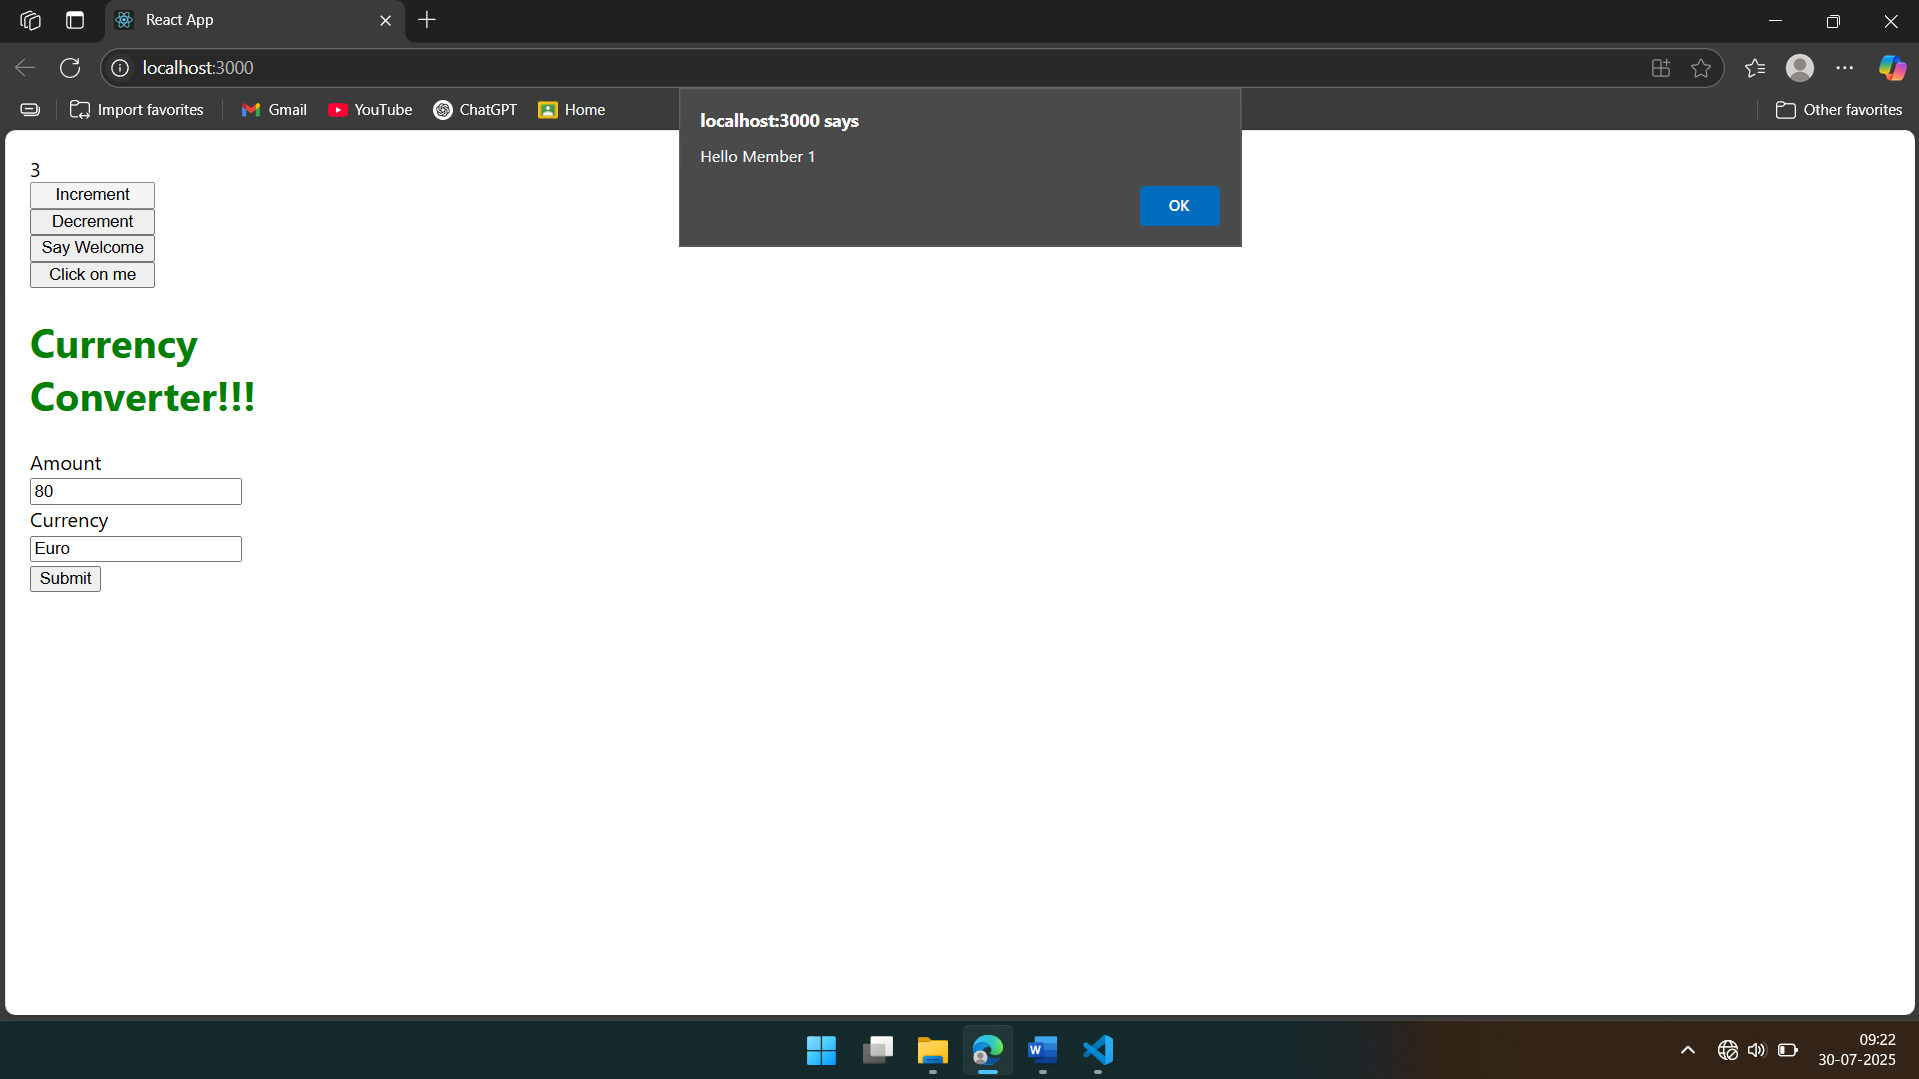 React App
localhost:3000
Import favorites
Gmail
YouTube
ChatGPT
Home
Other favorites
localhost:3000 says
Hello Member 1
OK
3
Increment
Decrement
Say Welcome
Click on me
Currency
Converter!!!
Amount
80
Currency
Euro
Submit
09:22
30-07-2025